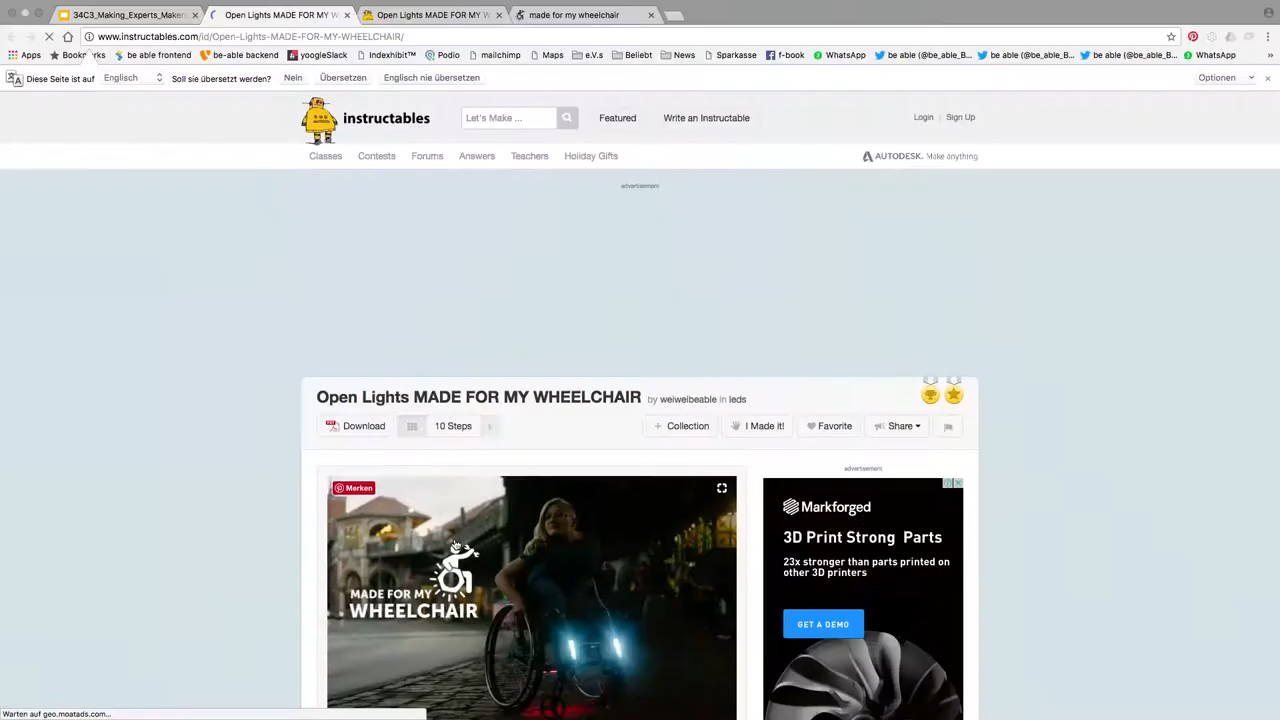 34C3_Making_Experts_Makers
Open Lights MADE FOR MY W
Open Lights MADE FOR MY W
made for my wheelchair
www.instructables.com/id/Open-Lights-MADE-FOR-MY-WHEELCHAIR/
Apps
be able frontend
be-able backend
yoogleSlack
Indexhibit™
Podio
mailchimp
Maps
e.V.s
Beliebt
News
Sparkasse
f-book
WhatsApp
be able (@be_able_B...
be able (@be_able_B...
be able (@be_able_B...
WhatsApp
Diese Seite ist auf
Englisch
Soll sie übersetzt werden?
Nein
Übersetzen
Englisch nie übersetzen
Optionen
instructables
Let's Make ...
Featured
Write an Instructable
Login | Sign Up
Classes
Contests
Forums
Answers
Teachers
Holiday Gifts
AUTODESK. Make anything.
advertisement
Open Lights MADE FOR MY WHEELCHAIR by weiweibeable in leds
Download
10 Steps
+ Collection
I Made it!
Favorite
Share
advertisement
Merken
MADE FOR MY
WHEELCHAIR
Markforged
3D Print Strong Parts
23x stronger than parts printed on
other 3D printers
GET A DEMO
Warten auf geo.moatads.com...